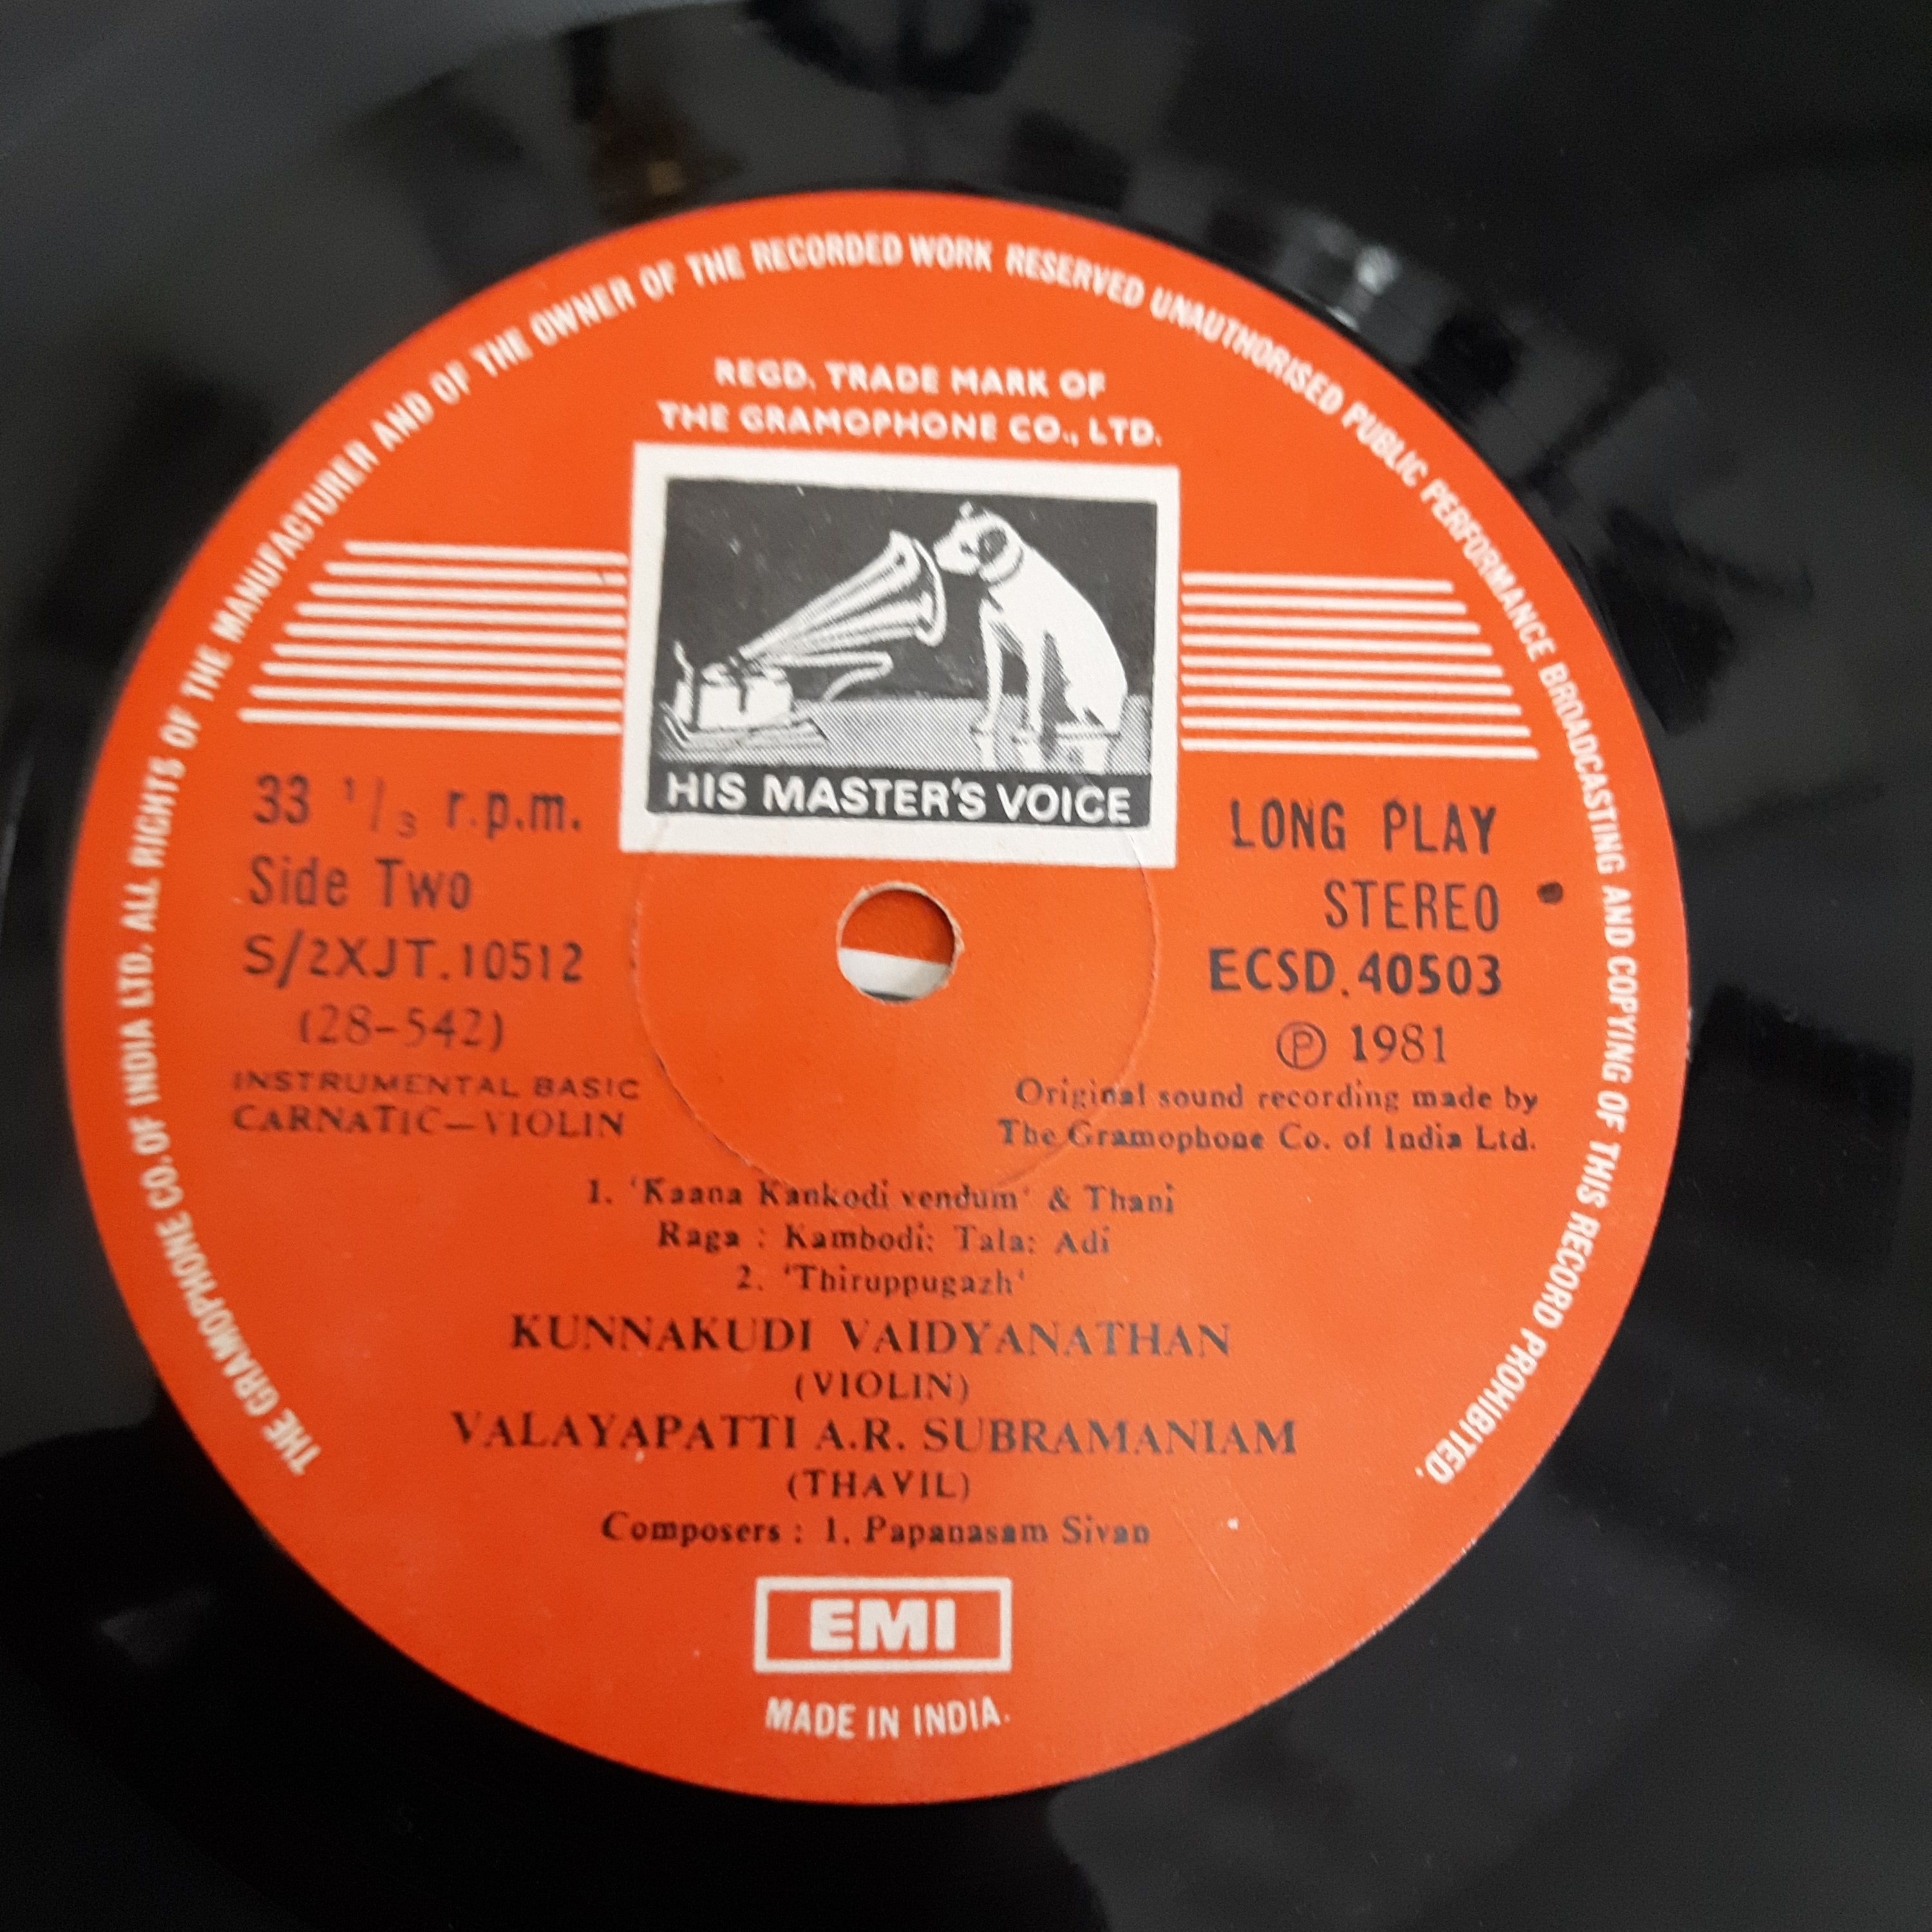 THE GRAMOPHONE CO. OF INDIA LTD. ALL RIGHTS OF THE MANUFACTURER AND OF THE OWNER OF THE RECORDED WORK RESERVED UNAUTHORISED PUBLIC PERFORMANCE BROADCASTING AND COPYING OF THIS RECORD PROHIBITED.
REGD. TRADE MARK OF
THE GRAMOPHONE CO., LTD.
HIS MASTER'S VOICE
33 1/3 r.p.m.
Side Two
S/2XJT.10512
(28-542)
INSTRUMENTAL BASIC
CARNATIC—VIOLIN
LONG PLAY
STEREO
ECSD.40503
Ⓟ 1981
Original sound recording made by
The Gramophone Co. of India Ltd.
1. 'Kaana Kankodi vendum' & Thani
Raga : Kambodi: Tala: Adi
2. 'Thiruppugazh'
KUNNAKUDI VAIDYANATHAN
(VIOLIN)
VALAYAPATTI A.R. SUBRAMANIAM
(THAVIL)
Composers : 1. Papanasam Sivan
EMI
MADE IN INDIA.